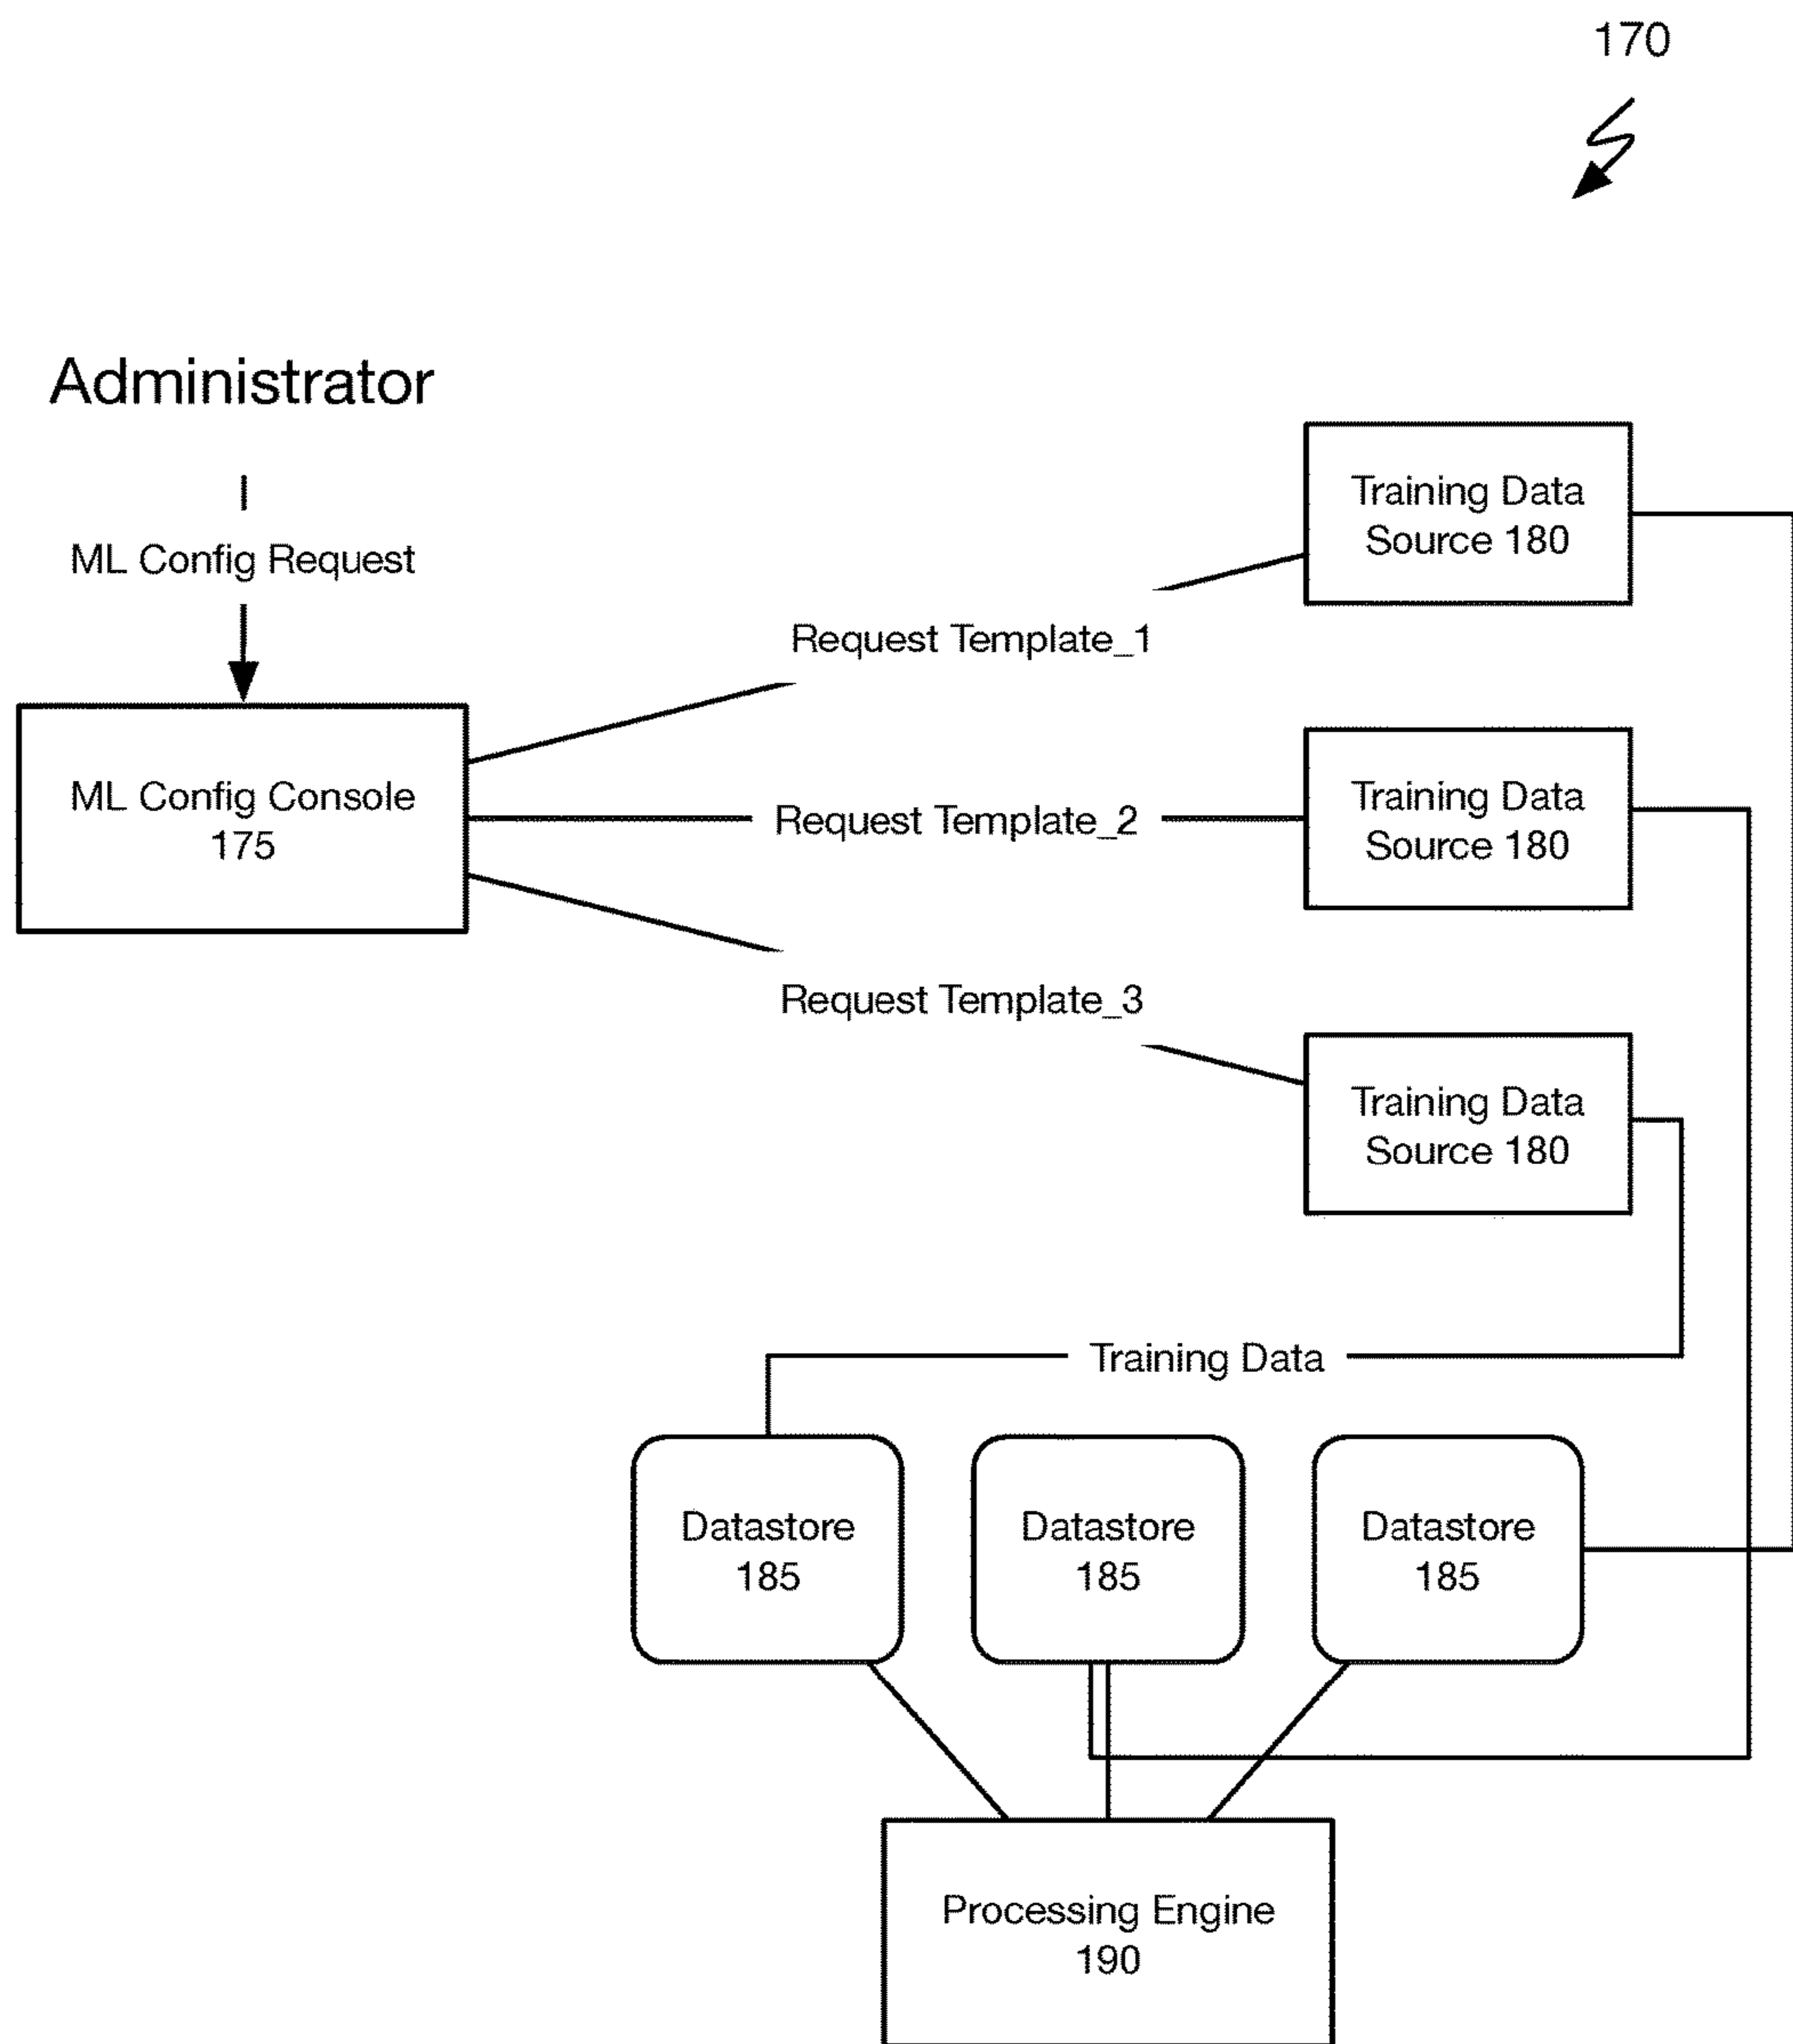 170
Administrator
ML Config Request
ML Config Console
175
Request Template_1
Request Template_2
Request Template_3
Training Data
Source 180
Training Data
Source 180
Training Data
Source 180
Training Data
Datastore
185
Datastore
185
Datastore
185
Processing Engine
190